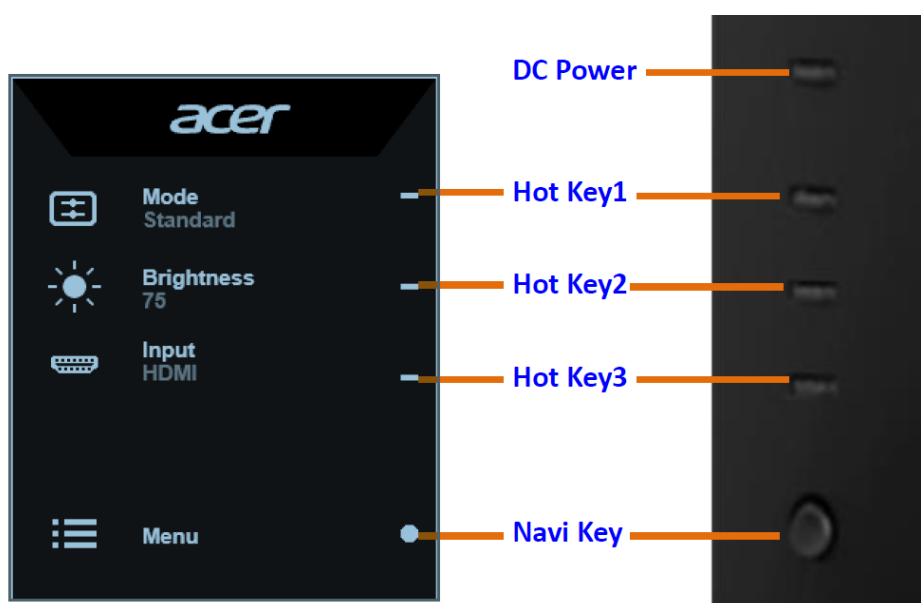 DC Power
acer
Mode
Standard
Hot Key1
Brightness
75
Hot Key2
Input
HDMI
Hot Key3
Menu
Navi Key